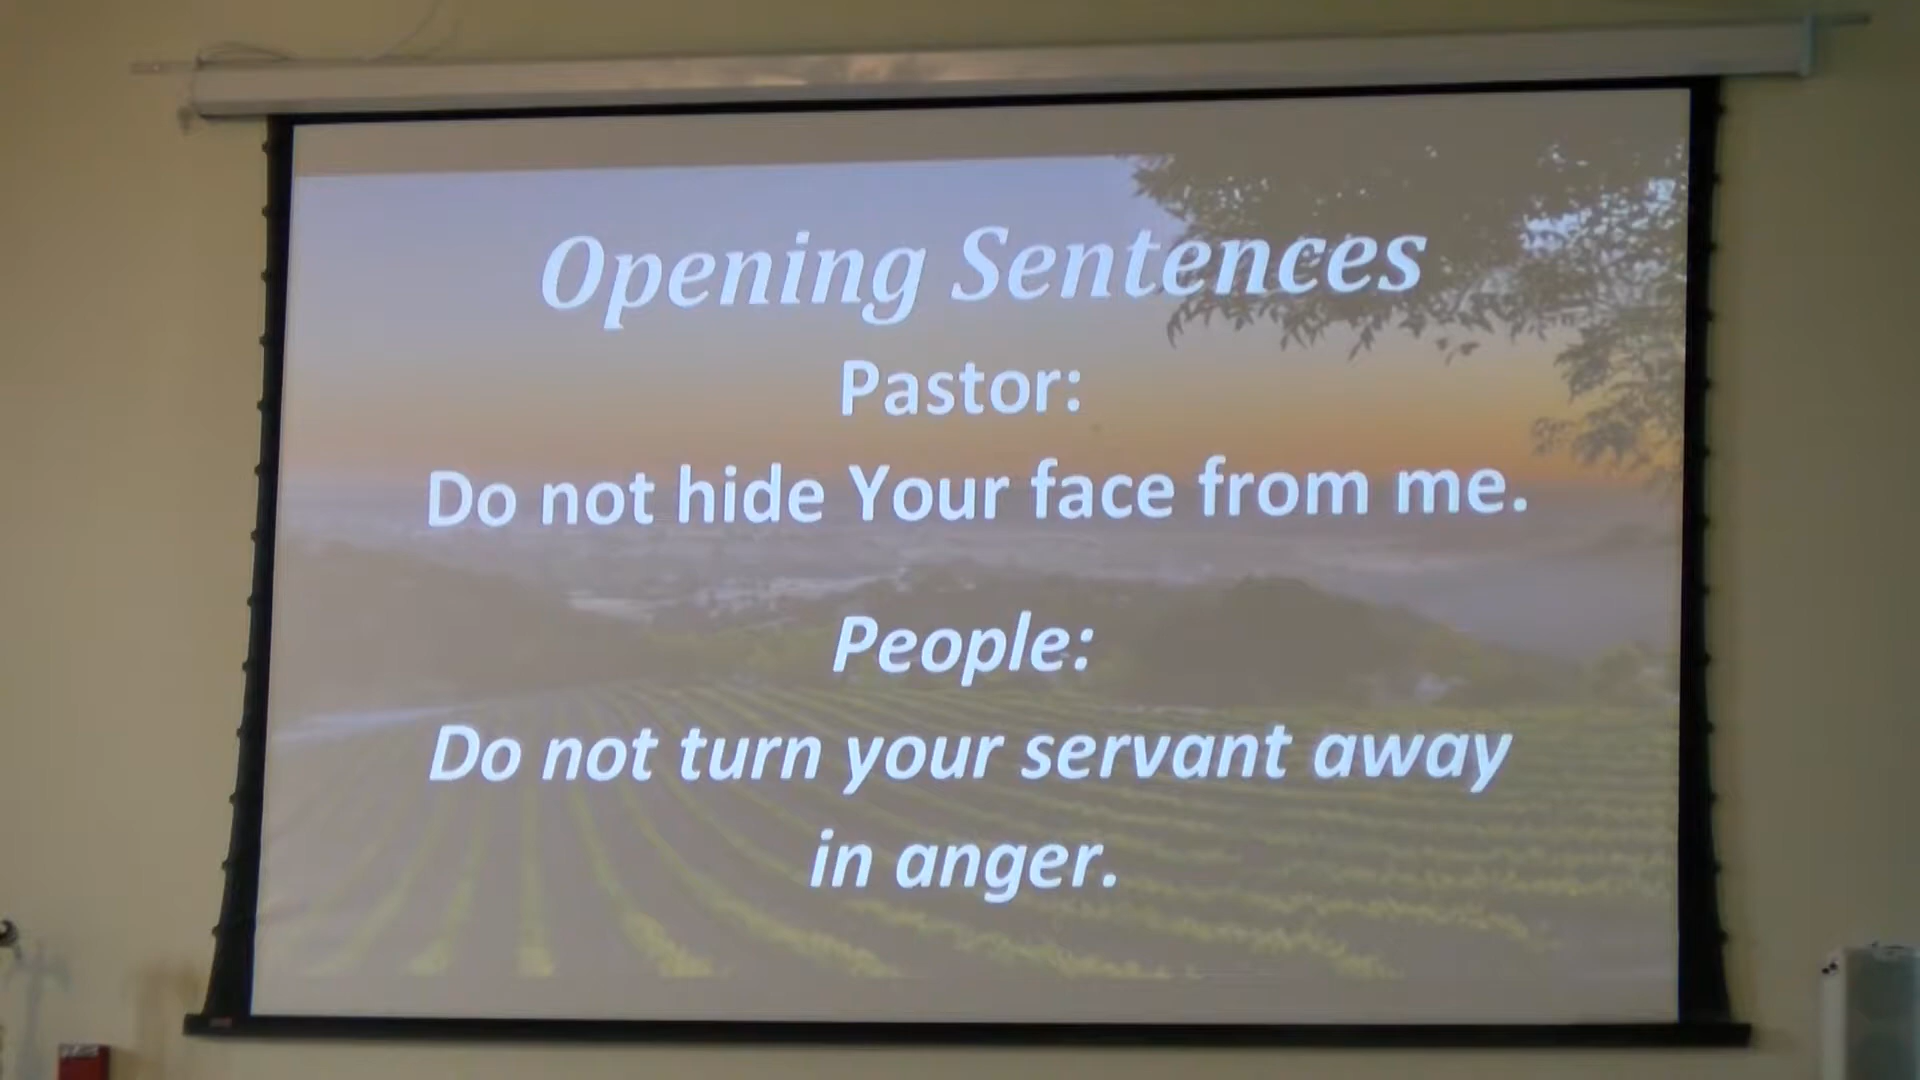 Opening Sentences
Pastor:
Do not hide Your face from me.
People:
Do not turn your servant away
in anger.